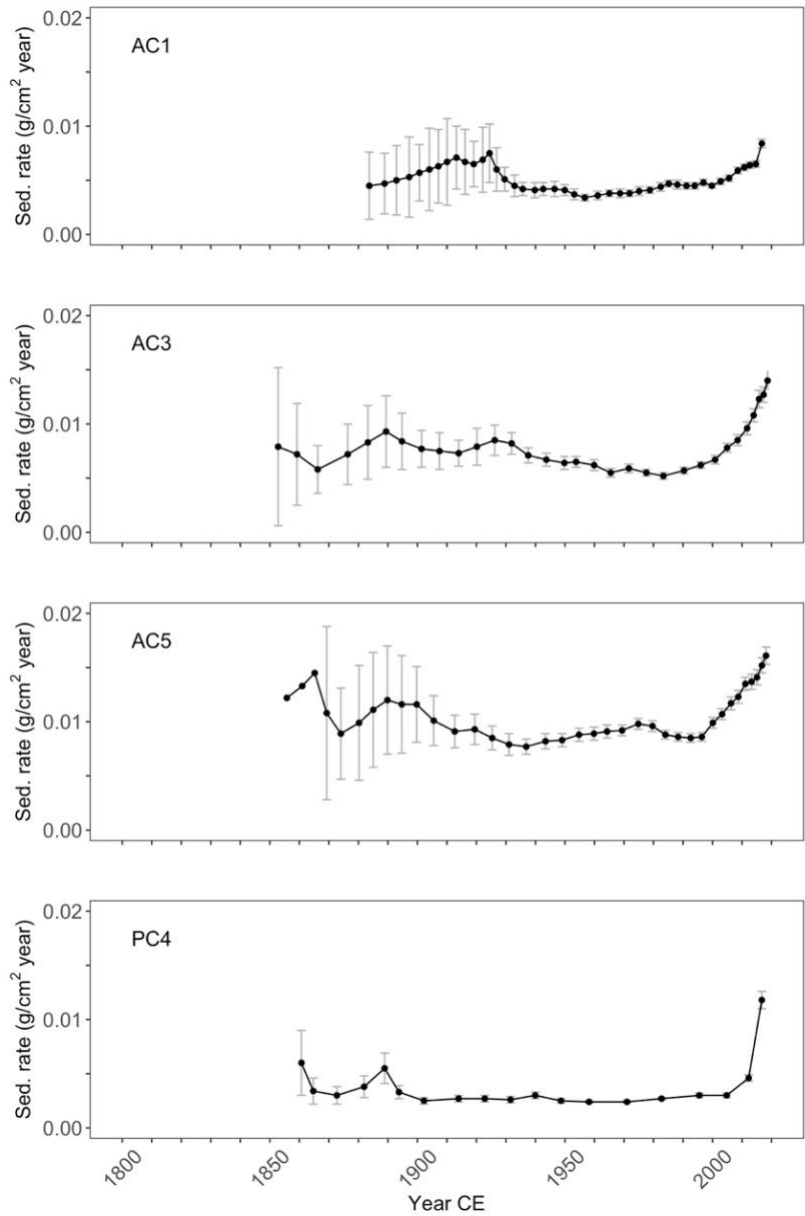 0.02
AC1
0.01
0.00
Sed. rate (g/cm² year)
0.02
AC3
0.01
0.00
Sed. rate (g/cm² year)
0.02
AC5
0.01
0.00
Sed. rate (g/cm² year)
0.02
PC4
0.01
0.00
Sed. rate (g/cm² year)
1800 1850 1900 1950 2000
Year CE